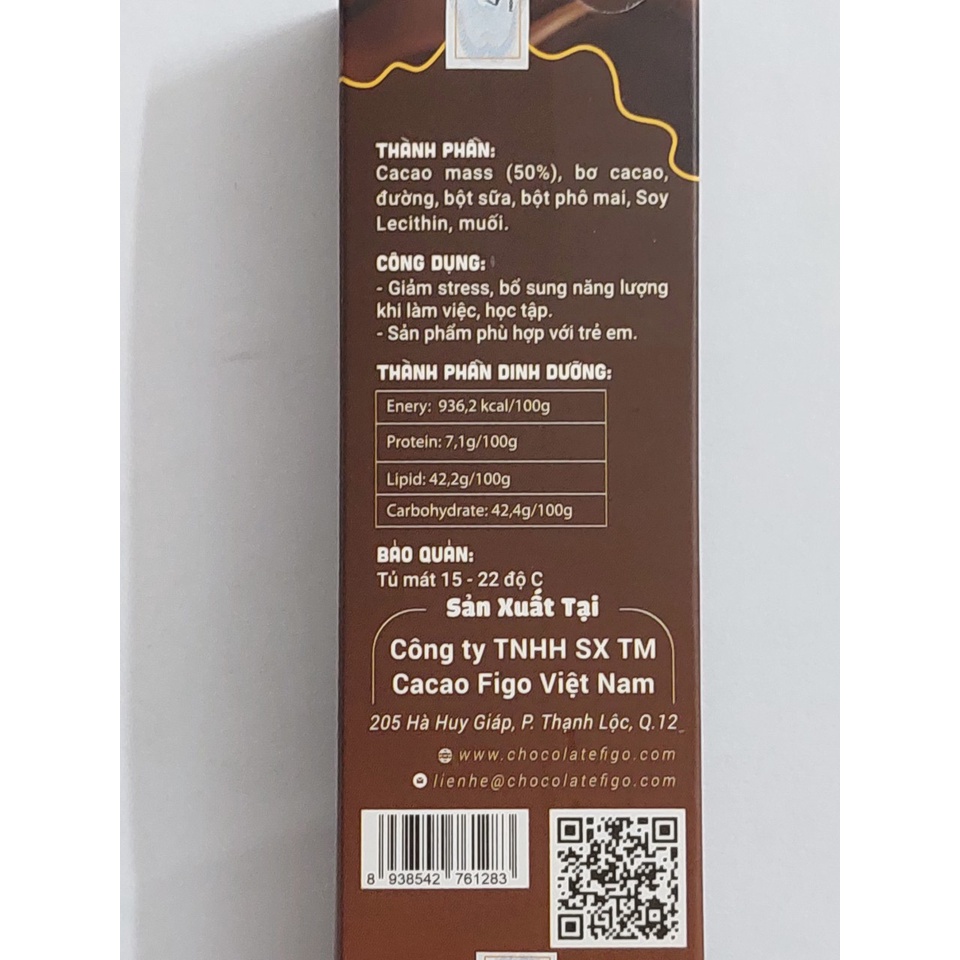 THÀNH PHẦN:
Cacao mass (50%), bơ cacao,
đường, bột sữa, bột phô mai, Soy
Lecithin, muối.
CÔNG DỤNG:
- Giảm stress, bổ sung năng lượng
khi làm việc, học tập.
- Sản phẩm phù hợp với trẻ em.
THÀNH PHẦN DINH DƯỠNG:
Enery: 936,2 kcal/100g
Protein: 7,1g/100g
Lipid: 42,2g/100g
Carbohydrate: 42,4g/100g
BẢO QUẢN:
Tủ mát 15 - 22 độ C
Sản Xuất Tại
Công ty TNHH SX TM
Cacao Figo Việt Nam
205 Hà Huy Giáp, P. Thạnh Lộc, Q.12
www.chocolatefigo.com
lienhe@chocolatefigo.com
8 938542 761283